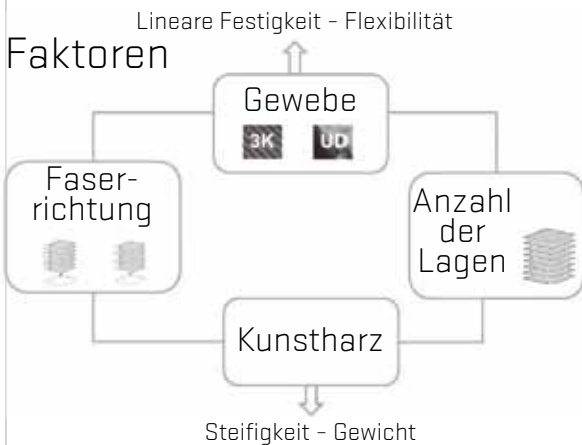 Lineare Festigkeit – Flexibilität
Faktoren
Gewebe
3K UD
Faser-
richtung
Anzahl
der
Lagen
Kunstharz
Steifigkeit – Gewicht